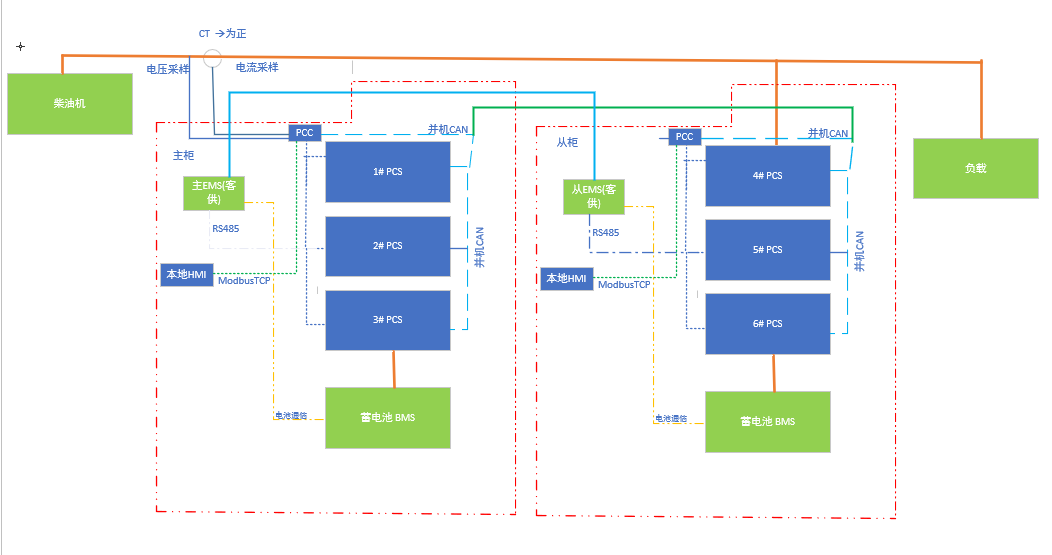 CT →为正
电压采样
电流采样
柴油机
PCC
并机CAN
主柜
1# PCS
主EMS(客
供)
RS485
2# PCS
并机CAN
本地HMI
ModbusTCP
3# PCS
电池通信
蓄电池 BMS
PCC
并机CAN
从柜
4# PCS
从EMS(客
供)
RS485
5# PCS
并机CAN
本地HMI
ModbusTCP
6# PCS
电池通信
蓄电池 BMS
负载